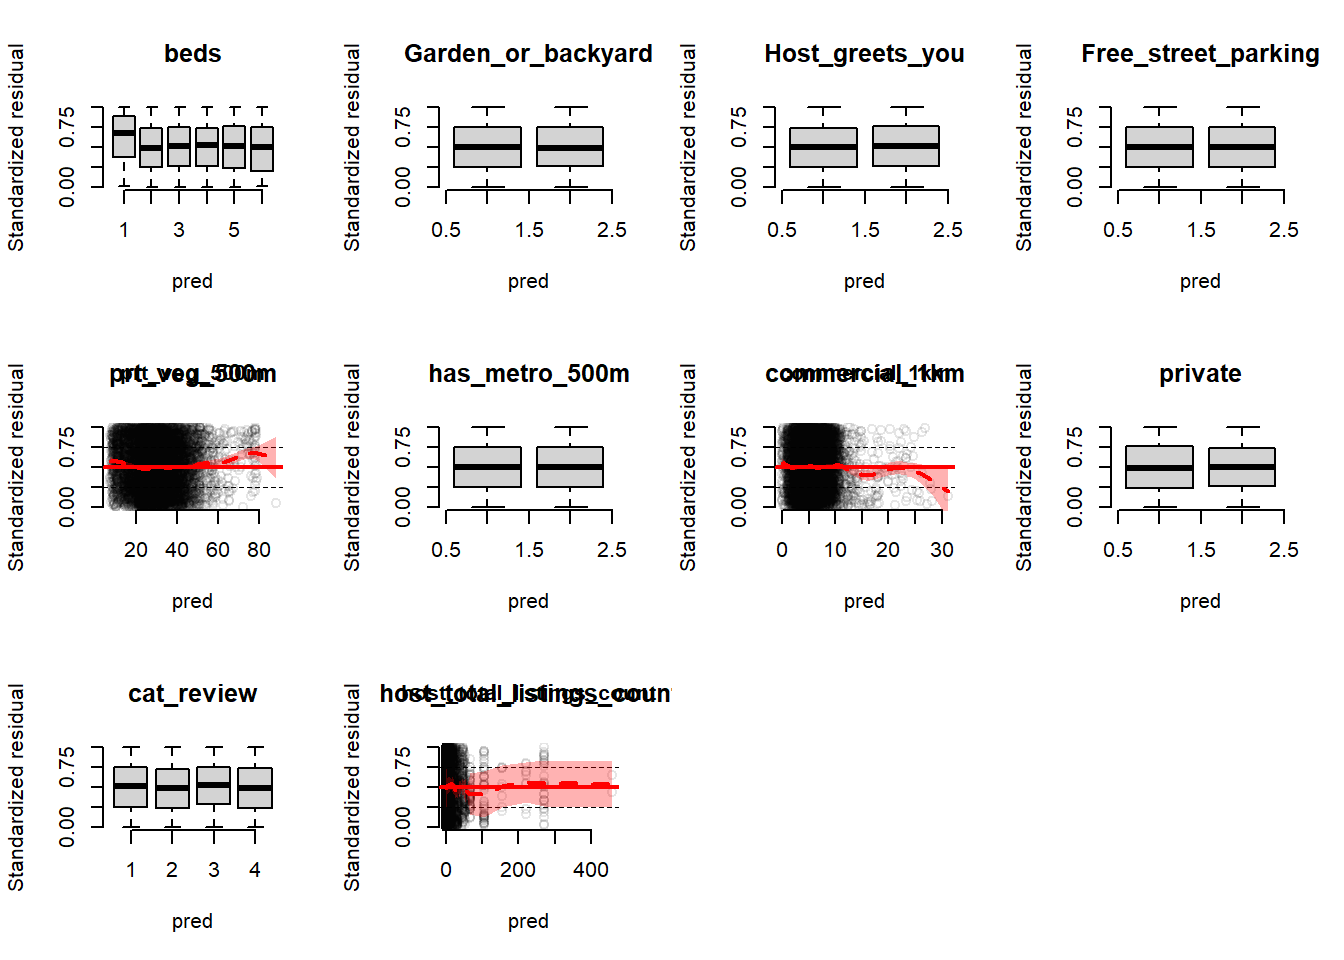 beds
Standardized residual
0.00 0.75
1 3 5
pred
Garden_or_backyard
Standardized residual
0.00 0.75
0.5 1.5 2.5
pred
Host_greets_you
Standardized residual
0.00 0.75
0.5 1.5 2.5
pred
Free_street_parking
Standardized residual
0.00 0.75
0.5 1.5 2.5
pred
prt_veg_500m
Standardized residual
0.00 0.75
20 40 60 80
pred
has_metro_500m
Standardized residual
0.00 0.75
0.5 1.5 2.5
pred
commercial_1km
Standardized residual
0.00 0.75
0 10 20 30
pred
private
Standardized residual
0.00 0.75
0.5 1.5 2.5
pred
cat_review
Standardized residual
0.00 0.75
1 2 3 4
pred
host_total_listings_coun
Standardized residual
0.00 0.75
0 200 400
pred